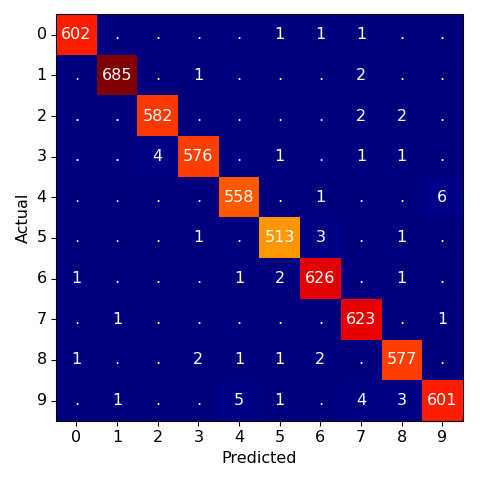 0 602 . . . . 1 1 1 . .
1 . 685 . 1 . . . 2 . .
2 . . 582 . . . . 2 2 .
3 . . 4 576 . 1 . 1 1 .
4 . . . . 558 . 1 . . 6
5 . . . 1 . 513 3 . 1 .
6 1 . . . 1 2 626 . 1 .
7 . 1 . . . . . 623 . 1
8 1 . . 2 1 1 2 . 577 .
9 . 1 . . 5 1 . 4 3 601
0 1 2 3 4 5 6 7 8 9
Predicted
Actual